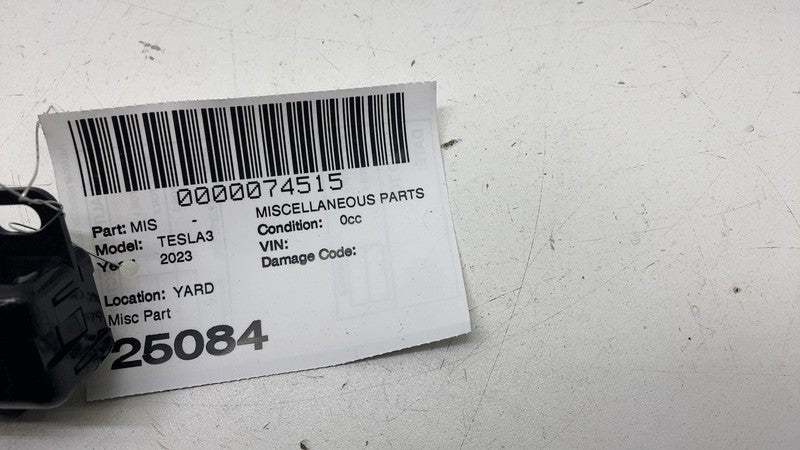 0000074515
Part: MIS - MISCELLANEOUS PARTS
Model: TESLA3 Condition: 0cc
2023 VIN:
Damage Code:
Location: YARD
Misc Part
25084